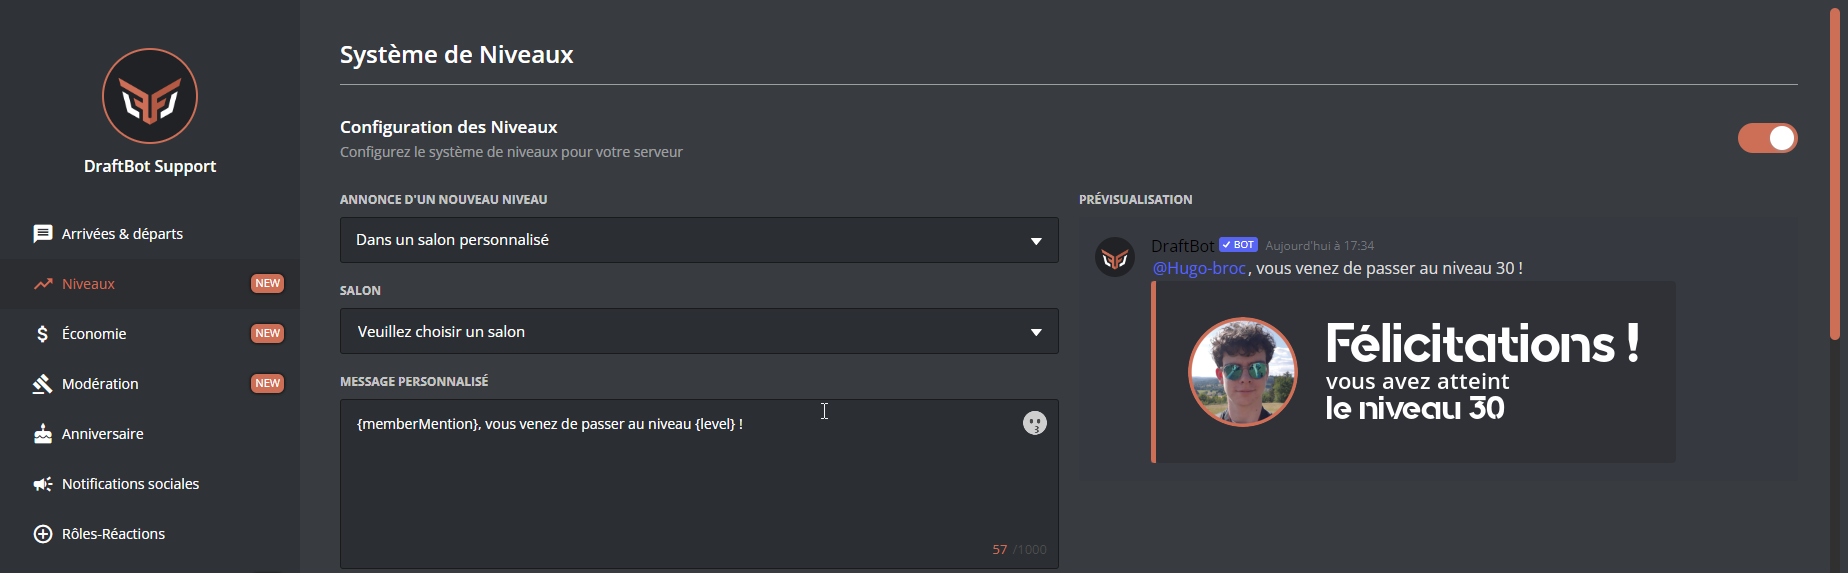 DraftBot Support
Arrivées & départs
Niveaux NEW
Économie NEW
Modération NEW
Anniversaire
Notifications sociales
Rôles-Réactions
Système de Niveaux
Configuration des Niveaux
Configurez le système de niveaux pour votre serveur
ANNONCE D'UN NOUVEAU NIVEAU
Dans un salon personnalisé
SALON
Veuillez choisir un salon
MESSAGE PERSONNALISÉ
{memberMention}, vous venez de passer au niveau {level} !
57 /1000
PRÉVISUALISATION
DraftBot BOT Aujourd'hui à 17:34
@Hugo-broc, vous venez de passer au niveau 30 !
Félicitations !
vous avez atteint
le niveau 30